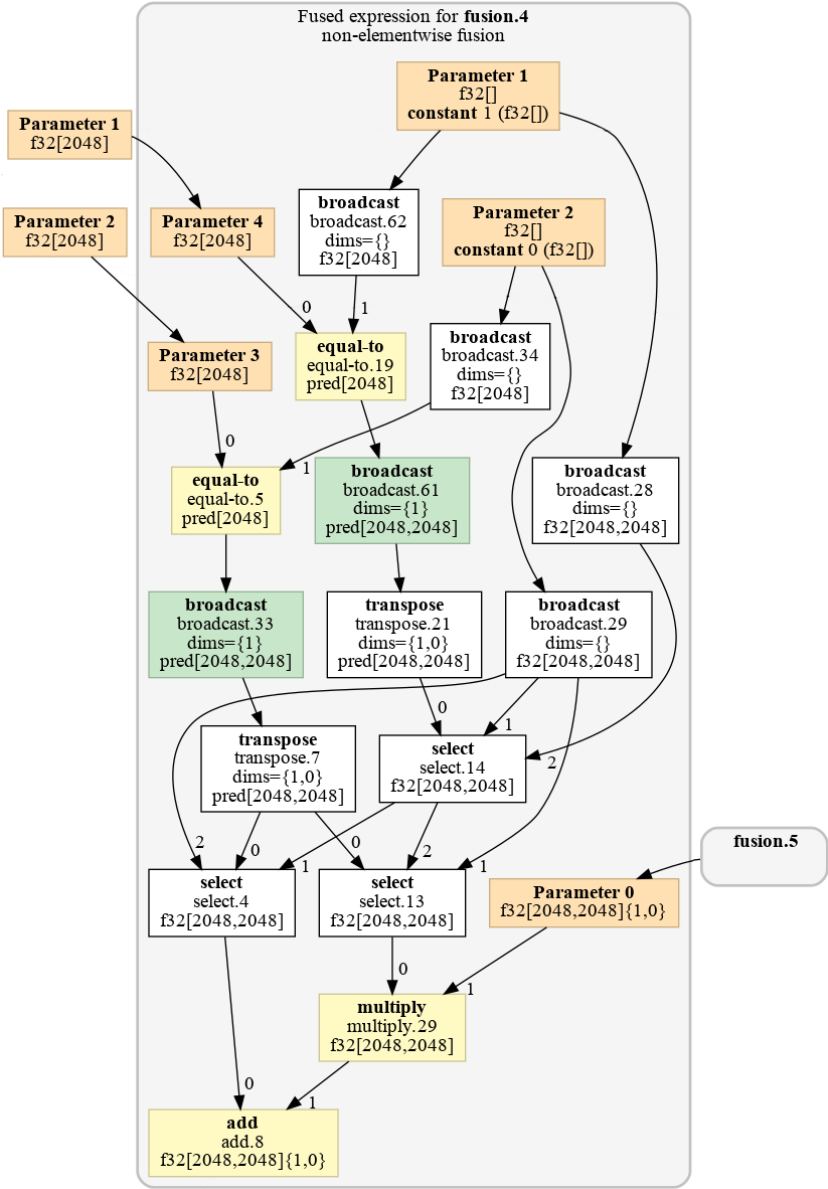 Fused expression for fusion.4
non-elementwise fusion
Parameter 1
f32[]
constant 1 (f32[])
Parameter 1
f32[2048]
broadcast
broadcast.62
dims={}
f32[2048]
Parameter 2
f32[]
constant 0 (f32[])
Parameter 2
f32[2048]
Parameter 4
f32[2048]
0
1
equal-to
equal-to.19
pred[2048]
broadcast
broadcast.34
dims={}
f32[2048]
Parameter 3
f32[2048]
0
1
equal-to
equal-to.5
pred[2048]
broadcast
broadcast.61
dims={1}
pred[2048,2048]
broadcast
broadcast.28
dims={}
f32[2048,2048]
broadcast
broadcast.33
dims={1}
pred[2048,2048]
transpose
transpose.21
dims={1,0}
pred[2048,2048]
broadcast
broadcast.29
dims={}
f32[2048,2048]
0
1
2
transpose
transpose.7
dims={1,0}
pred[2048,2048]
select
select.14
f32[2048,2048]
2
0
1
0
2
1
fusion.5
select
select.4
f32[2048,2048]
select
select.13
f32[2048,2048]
Parameter 0
f32[2048,2048]{1,0}
0
1
multiply
multiply.29
f32[2048,2048]
0
1
add
add.8
f32[2048,2048]{1,0}